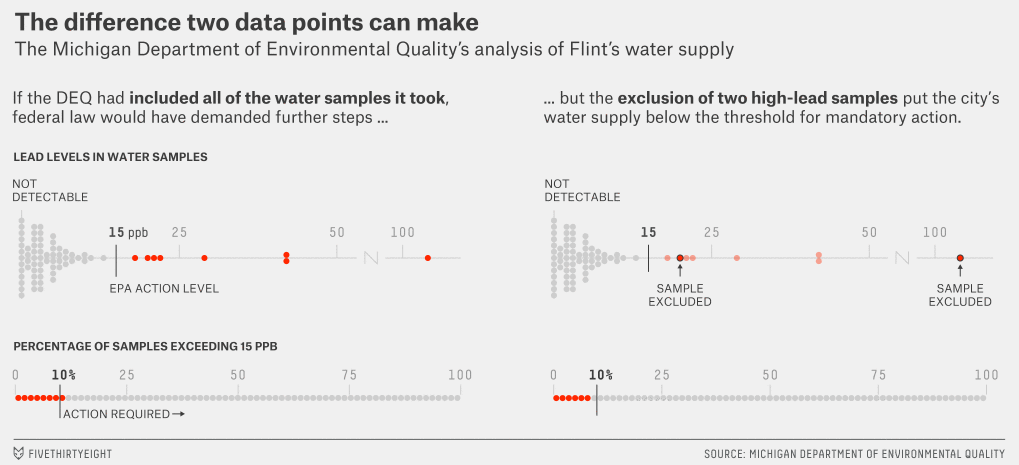 The difference two data points can make
The Michigan Department of Environmental Quality's analysis of Flint's water supply
If the DEQ had included all of the water samples it took,
federal law would have demanded further steps ...
... but the exclusion of two high-lead samples put the city's
water supply below the threshold for mandatory action.
LEAD LEVELS IN WATER SAMPLES
NOT
DETECTABLE
15 ppb 25 50 100
EPA ACTION LEVEL
NOT
DETECTABLE
15 25 50 100
SAMPLE
EXCLUDED
SAMPLE
EXCLUDED
PERCENTAGE OF SAMPLES EXCEEDING 15 PPB
0 10% 25 50 75 100
ACTION REQUIRED
0 10% 25 50 75 100
FIVETHIRTYEIGHT
SOURCE: MICHIGAN DEPARTMENT OF ENVIRONMENTAL QUALITY